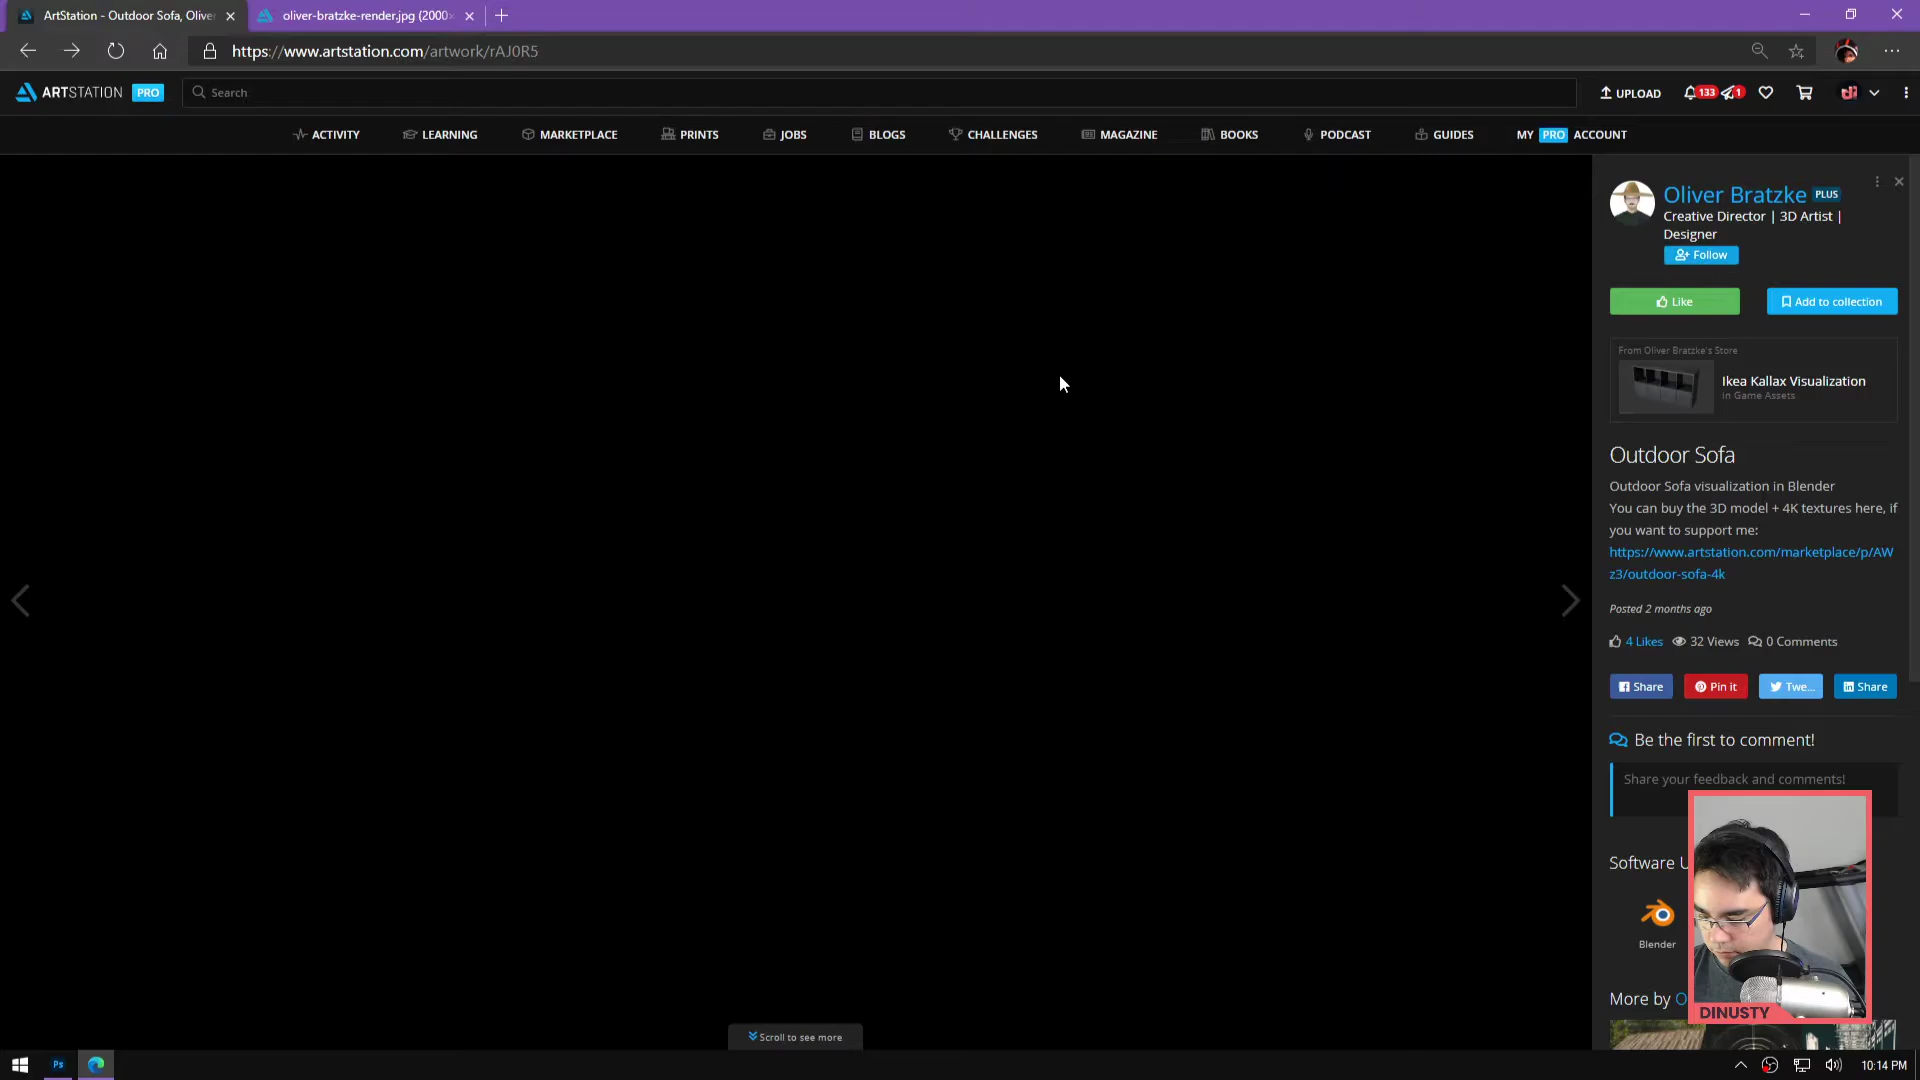 ArtStation - Outdoor Sofa, Oliver
oliver-bratzke-render.jpg (2000×
https://www.artstation.com/artwork/rAJ0R5
ARTSTATION PRO
Search
UPLOAD
133
1
ACTIVITY
LEARNING
MARKETPLACE
PRINTS
JOBS
BLOGS
CHALLENGES
MAGAZINE
BOOKS
PODCAST
GUIDES
MY PRO ACCOUNT
Oliver Bratzke PLUS
Creative Director | 3D Artist |
Designer
Follow
Like
Add to collection
From Oliver Bratzke's Store
Ikea Kallax Visualization
in Game Assets
Outdoor Sofa
Outdoor Sofa visualization in Blender
You can buy the 3D model + 4K textures here, if
you want to support me:
https://www.artstation.com/marketplace/p/AW
z3/outdoor-sofa-4k
Posted 2 months ago
4 Likes 32 Views 0 Comments
Share
Pin it
Twe...
Share
Be the first to comment!
Share your feedback and comments!
Software U
Blender
More by O
DINUSTY
Scroll to see more
Ps
10:14 PM